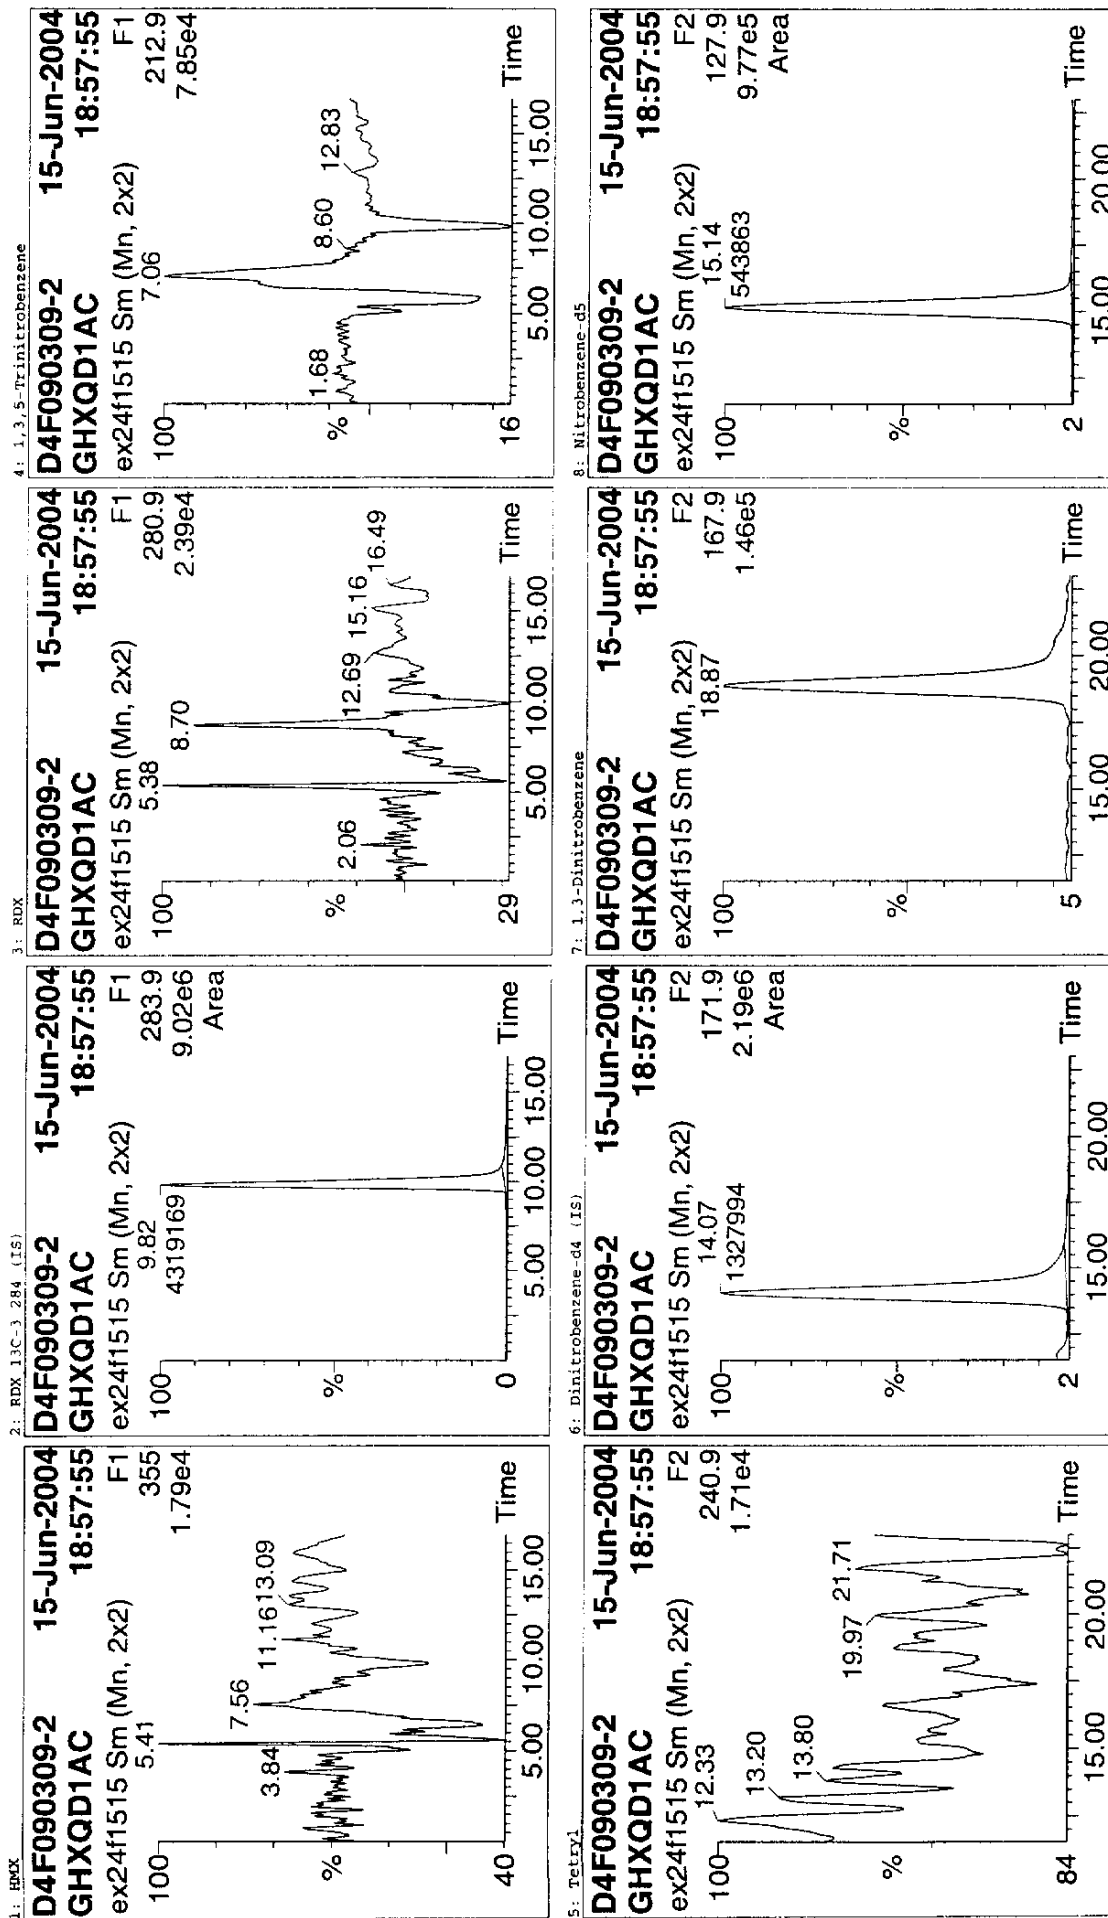 1: HMX
D4F090309-2 15-Jun-2004
GHXQD1AC 18:57:55
ex24f1515 Sm (Mn, 2x2) F1
5.41 355
1.79e4
100
3.84
7.56
11.16
13.09
%
40
5.00 10.00 15.00
Time
2: RDX 13C-3 284 (IS)
D4F090309-2 15-Jun-2004
GHXQD1AC 18:57:55
ex24f1515 Sm (Mn, 2x2) F1
9.82 283.9
4319169 9.02e6
Area
100
%
0
5.00 10.00 15.00
Time
3: RDX
D4F090309-2 15-Jun-2004
GHXQD1AC 18:57:55
ex24f1515 Sm (Mn, 2x2) F1
5.38 280.9
2.39e4
100
8.70
2.06
12.69
15.16
16.49
%
29
5.00 10.00 15.00
Time
4: 1,3,5-Trinitrobenzene
D4F090309-2 15-Jun-2004
GHXQD1AC 18:57:55
ex24f1515 Sm (Mn, 2x2) F1
7.06 212.9
7.85e4
100
1.68
8.60
12.83
%
16
5.00 10.00 15.00
Time
5: Tetryl
D4F090309-2 15-Jun-2004
GHXQD1AC 18:57:55
ex24f1515 Sm (Mn, 2x2) F2
12.33 240.9
1.71e4
100
13.20
13.80
19.97
21.71
%
84
15.00 20.00
Time
6: Dinitrobenzene-d4 (IS)
D4F090309-2 15-Jun-2004
GHXQD1AC 18:57:55
ex24f1515 Sm (Mn, 2x2) F2
14.07 171.9
1327994 2.19e6
Area
100
%
2
15.00 20.00
Time
7: 1,3-Dinitrobenzene
D4F090309-2 15-Jun-2004
GHXQD1AC 18:57:55
ex24f1515 Sm (Mn, 2x2) F2
18.87 167.9
1.46e5
100
%
5
15.00 20.00
Time
8: Nitrobenzene-d5
D4F090309-2 15-Jun-2004
GHXQD1AC 18:57:55
ex24f1515 Sm (Mn, 2x2) F2
15.14 127.9
543863 9.77e5
Area
100
%
2
15.00 20.00
Time